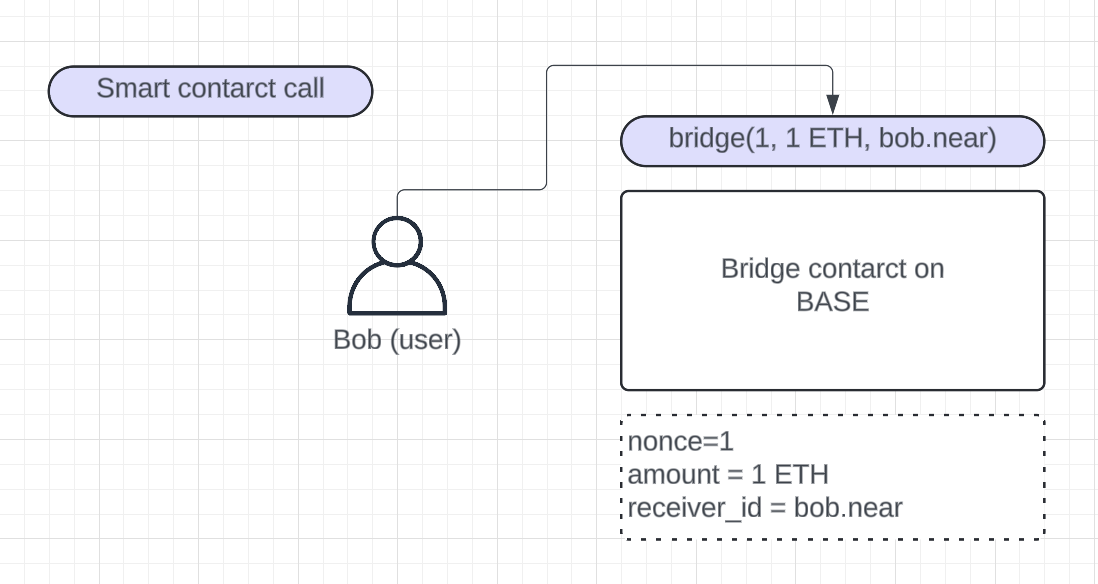 Smart contarct call
bridge(1, 1 ETH, bob.near)
Bridge contarct on
BASE
Bob (user)
nonce=1
amount = 1 ETH
receiver_id = bob.near